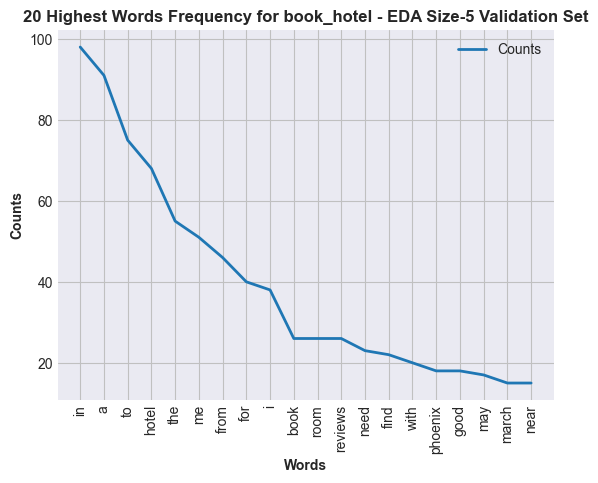 20 Highest Words Frequency for book_hotel - EDA Size-5 Validation Set
Counts
100
80
60
40
20
Counts
in
a
to
hotel
the
me
from
for
i
book
room
reviews
need
find
with
phoenix
good
may
march
near
Words